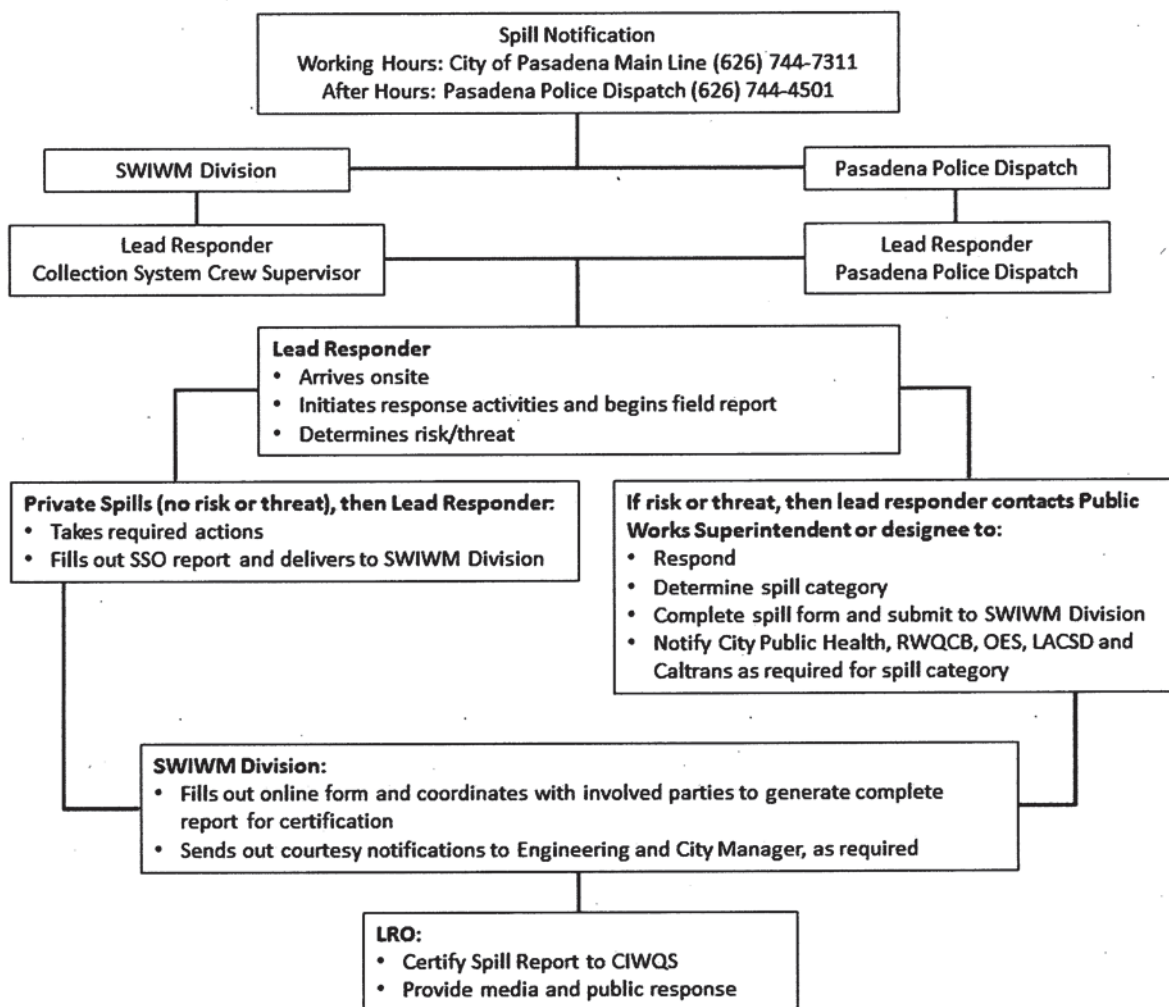 Spill Notification
Working Hours: City of Pasadena Main Line (626) 744-7311
After Hours: Pasadena Police Dispatch (626) 744-4501
SWIWM Division
Pasadena Police Dispatch
Lead Responder
Collection System Crew Supervisor
Lead Responder
Pasadena Police Dispatch
Lead Responder
• Arrives onsite
• Initiates response activities and begins field report
• Determines risk/threat
Private Spills (no risk or threat), then Lead Responder:
• Takes required actions
• Fills out SSO report and delivers to SWIWM Division
If risk or threat, then lead responder contacts Public
Works Superintendent or designee to:
• Respond
• Determine spill category
• Complete spill form and submit to SWIWM Division
• Notify City Public Health, RWQCB, OES, LACSD and
Caltrans as required for spill category
SWIWM Division:
• Fills out online form and coordinates with involved parties to generate complete
report for certification
• Sends out courtesy notifications to Engineering and City Manager, as required
LRO:
• Certify Spill Report to CIWQS
• Provide media and public response